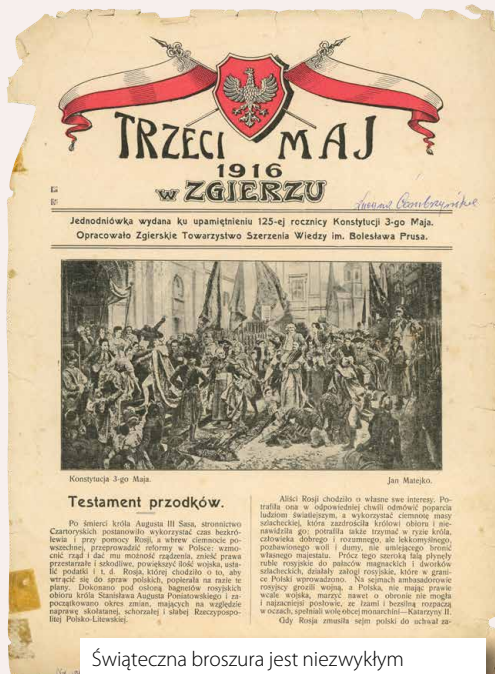 TRZECI MAJ
1916
w ZGIERZU
Jednodniówka wydana ku upamiętnieniu 125-ej rocznicy Konstytucji 3-go Maja.
Opracowało Zgierskie Towarzystwo Szerzenia Wiedzy im. Bolesława Prusa.
Konstytucja 3-go Maja.
Jan Matejko.
Testament przodków.
Po śmierci króla Augusta III Sasa, stronnictwo
Czartoryskich postanowiło wykorzystać czas bezkró-
lewia i przy pomocy Rosji, a wbrew ciemnocie po-
wszechnej, przeprowadzić reformy w Polsce: wzmo-
cnić rząd i dać mu możność rządzenia, znieść prawa
przestarzałe i szkodliwe, powiększyć ilość wojska, usta-
lić podatki i t. d. Rosja, której chodziło o to, aby
wtrącić się do spraw polskich, popierała na razie te
plany. Dokonano pod osłoną bagnetów rosyjskich
obioru króla Stanisława Augusta Poniatowskiego i za-
początkowano okres zmian, mających na względzie
naprawę skołatanej, schorzałej i słabej Rzeczypospo-
litej Polsko-Litewskiej.
Aliści Rosji chodziło o własne swe interesy. Po-
trafiła ona w odpowiedniej chwili odmówić poparcia
ludziom światlejszym, a wykorzystać ciemnotę masy
szlacheckiej, która zazdrościła królowi obioru i nie-
nawidziła go; potrafiła także trzymać w ryzie króla,
człowieka dobrego i rozumnego, ale lekkomyślnego,
pozbawionego woli i dumy, nie umiejącego bronić
własnego majestatu. Prócz tego szeroką falą płynęły
ruble rosyjskie do pałaców magnackich i dworków
szlacheckich, działały załogi rosyjskie, które w grani-
ce Polski wprowadzono. Na sejmach ambasadorowie
rosyjscy grozili wojną, a Polska, nie mając prawie
wcale wojska, marzyć nawet o obronie nie mogła
i najzacniejsi posłowie, ze łzami i bezsilną rozpaczą
w oczach, spełniali wolę obcej monarchini—Katarzyny II.
Gdy Rosja zmusiła sejm polski do uchwał za-
Świąteczna broszura jest niezwykłym